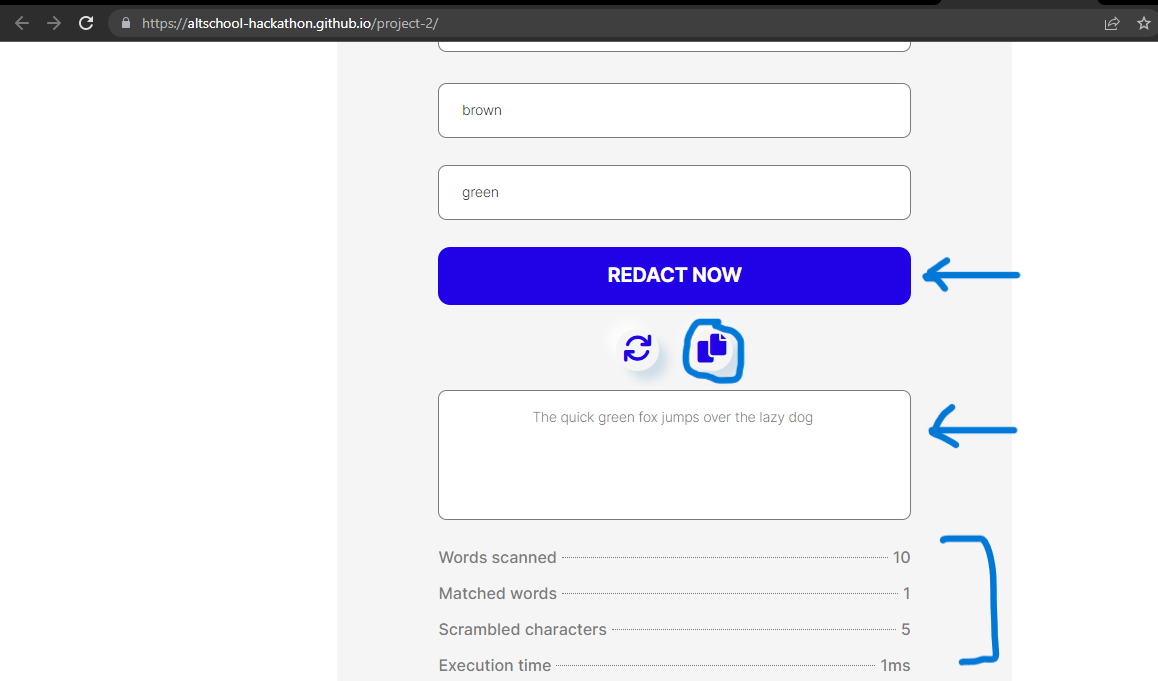 https://altschool-hackathon.github.io/project-2/
brown
green
REDACT NOW
The quick green fox jumps over the lazy dog
Words scanned 10
Matched words 1
Scrambled characters 5
Execution time 1ms